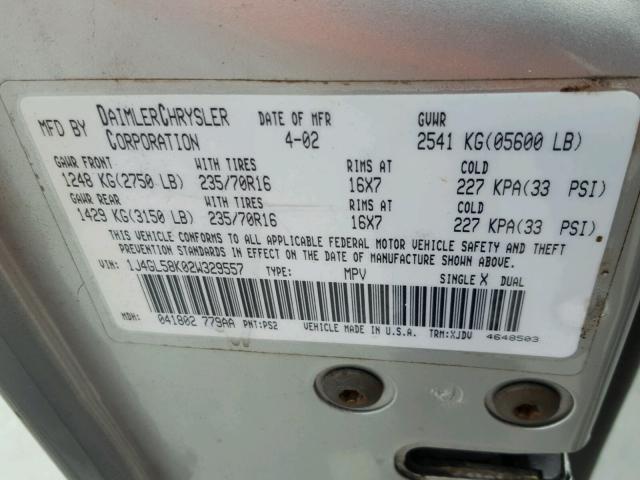 MFD BY DAIMLERCHRYSLER CORPORATION DATE OF MFR 4-02 GVWR 2541 KG(05600 LB)
GAWR FRONT WITH TIRES RIMS AT COLD
1248 KG(2750 LB) 235/70R16 16X7 227 KPA(33 PSI)
GAWR REAR WITH TIRES RIMS AT COLD
1429 KG(3150 LB) 235/70R16 16X7 227 KPA(33 PSI)
THIS VEHICLE CONFORMS TO ALL APPLICABLE FEDERAL MOTOR VEHICLE SAFETY AND THEFT
PREVENTION STANDARDS IN EFFECT ON THE DATE OF MANUFACTURE SHOWN ABOVE.
VIN: 1J4GL58K02W329557 TYPE: MPV SINGLE X DUAL
MDH: 041802 779AA PNT:PS2 VEHICLE MADE IN U.S.A. TRM:XJDV 4648503